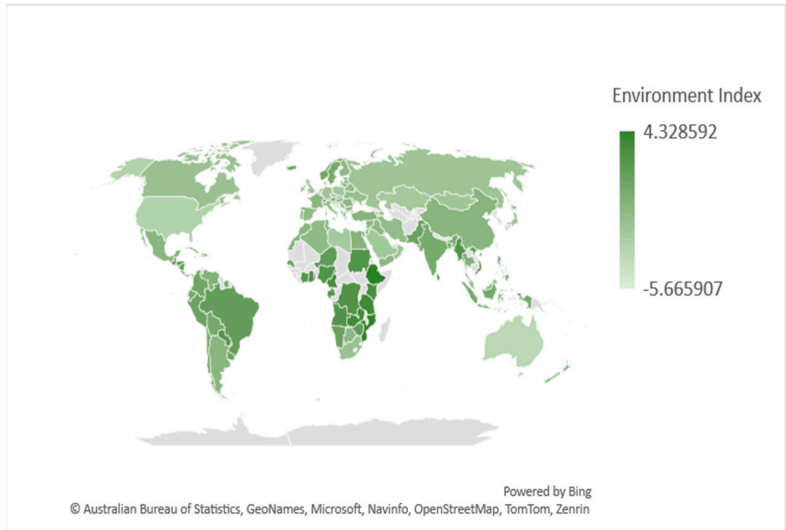 Environment Index
4.328592
-5.665907
Powered by Bing
© Australian Bureau of Statistics, GeoNames, Microsoft, Navinfo, OpenStreetMap, TomTom, Zenrin